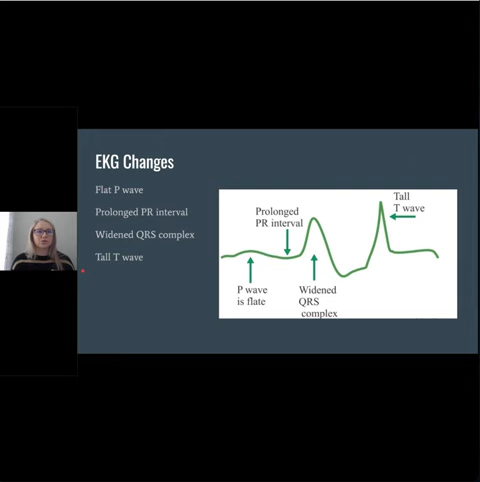 EKG Changes
Flat P wave
Prolonged PR interval
Widened QRS complex
Tall T wave
Prolonged
PR interval
Tall
T wave
P wave
is flate
Widened
QRS
complex